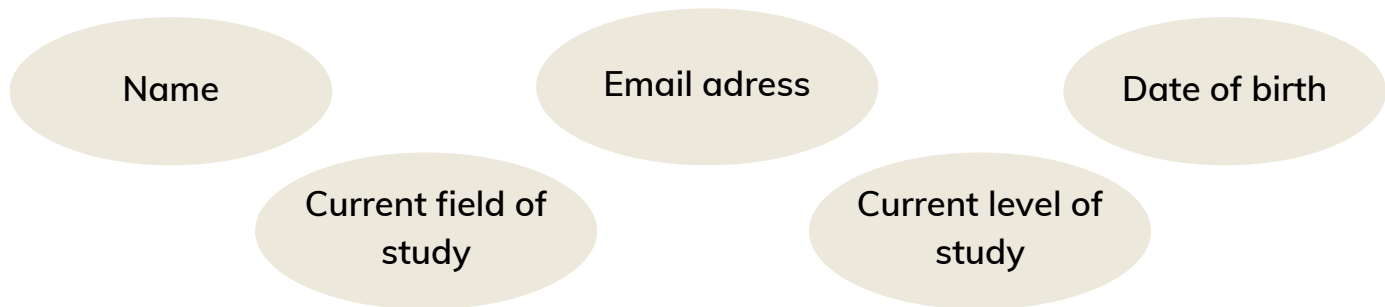 Name
Email adress
Date of birth
Current field of
study
Current level of
study